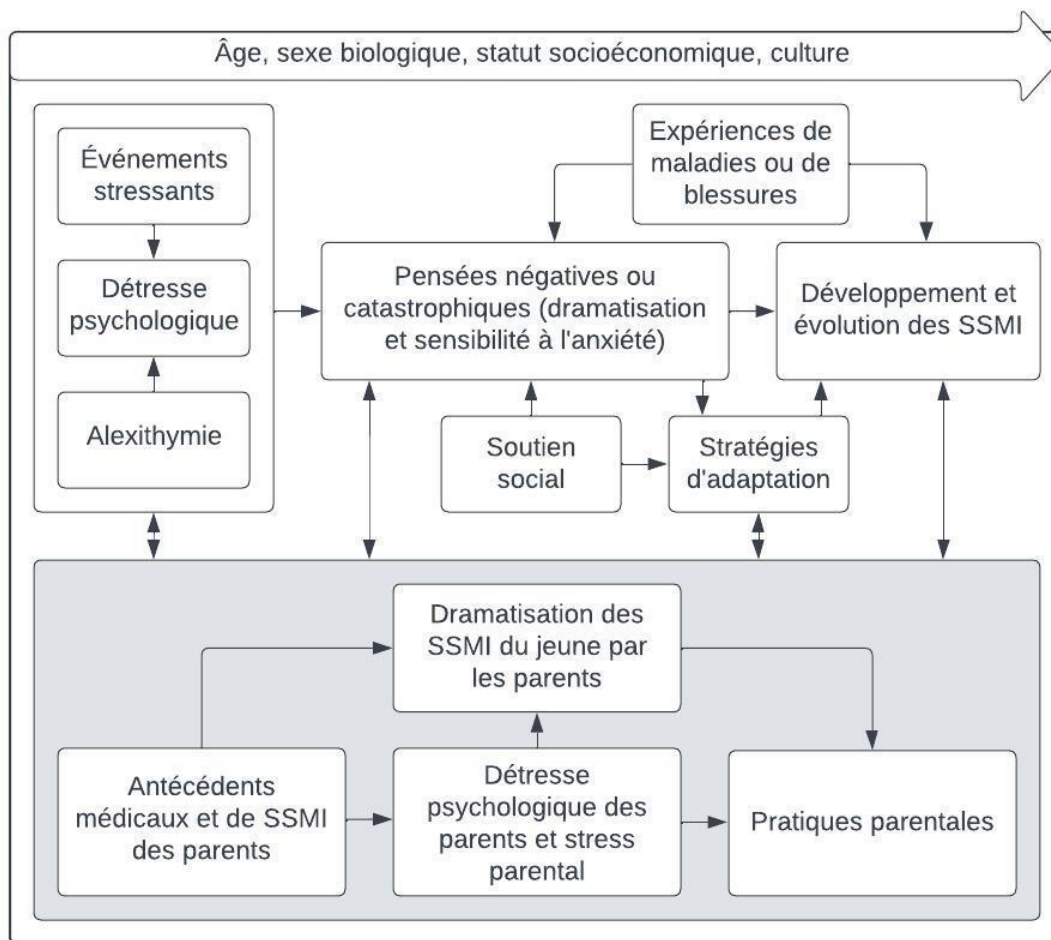 Âge, sexe biologique, statut socioéconomique, culture
Événements
stressants
Détresse
psychologique
Alexithymie
Expériences de
maladies ou de
blessures
Pensées négatives ou
catastrophiques (dramatisation
et sensibilité à l'anxiété)
Développement et
évolution des SSMI
Soutien
social
Stratégies
d'adaptation
Dramatisation des
SSMI du jeune par
les parents
Antécédents
médicaux et de SSMI
des parents
Détresse
psychologique des
parents et stress
parental
Pratiques parentales